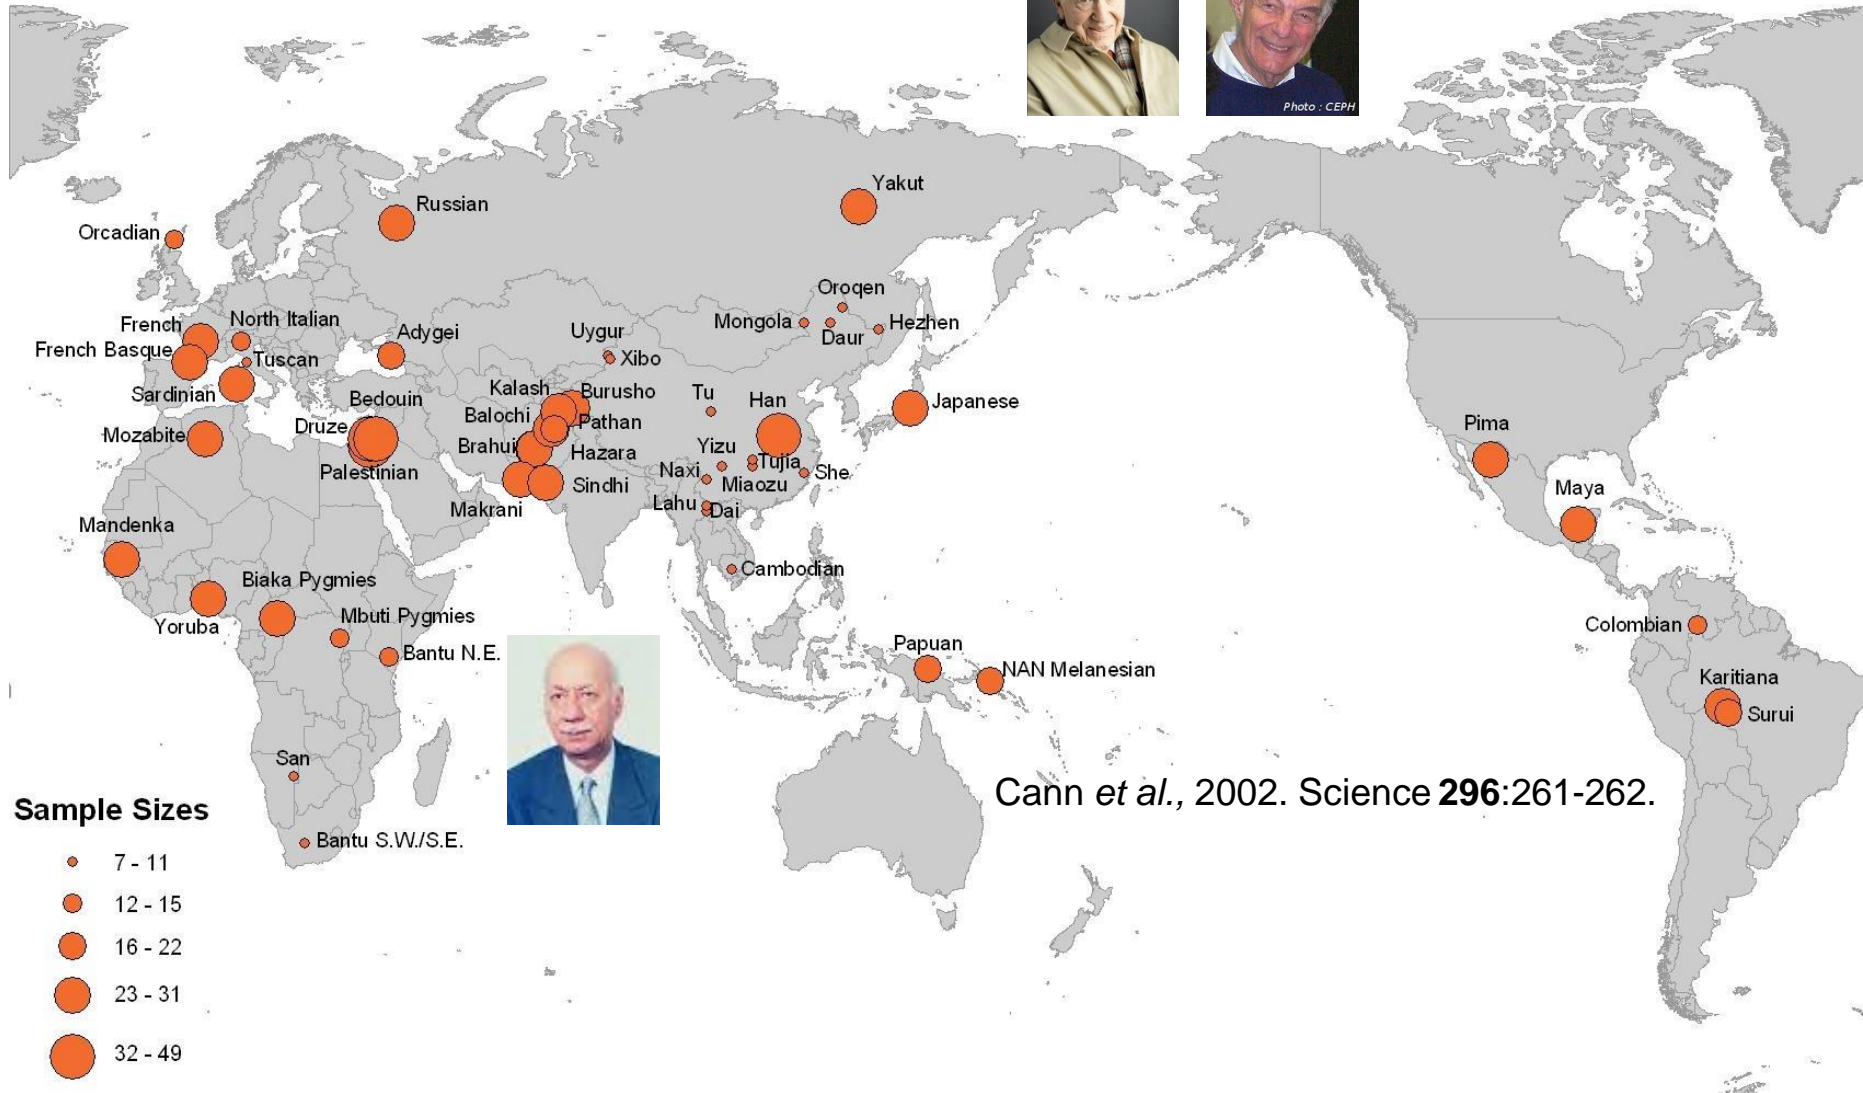 Photo : CEPH
Yakut
Russian
Orcadian
Oroqen
French
North Italian
Adygei
Uygur
Mongola
Daur
Hezhen
French Basque
Tuscan
Xibo
Sardinian
Bedouin
Kalash
Burusho
Tu
Han
Japanese
Mozabite
Druze
Balochi
Pathan
Pima
Palestinian
Brahui
Hazara
Yizu
Tujia
Naxi
Miaozu
She
Sindhi
Maya
Makrani
Lahu
Dai
Mandenka
Cambodian
Biaka Pygmies
Yoruba
Mbuti Pygmies
Colombian
Bantu N.E.
Papuan
NAN Melanesian
Karitiana
Surui
San
Cann et al., 2002. Science 296:261-262.
Sample Sizes
Bantu S.W./S.E.
7 - 11
12 - 15
16 - 22
23 - 31
32 - 49